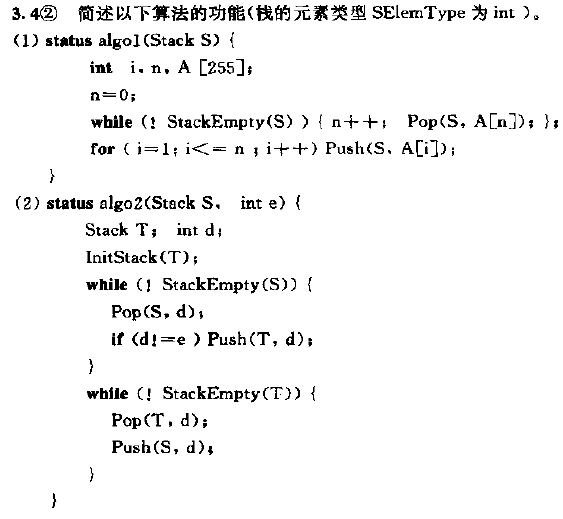 3.4② 简述以下算法的功能(栈的元素类型 SElemType 为 int)。
(1) status algo1(Stack S) {
int i, n, A [255];
n=0;
while (! StackEmpty(S) ) { n++; Pop(S, A[n]); };
for ( i=1; i<= n ; i++) Push(S, A[i]);
}
(2) status algo2(Stack S, int e) {
Stack T; int d;
InitStack(T);
while (! StackEmpty(S)) {
Pop(S, d);
if (d!=e ) Push(T, d);
}
while (! StackEmpty(T)) {
Pop(T, d);
Push(S, d);
}
}